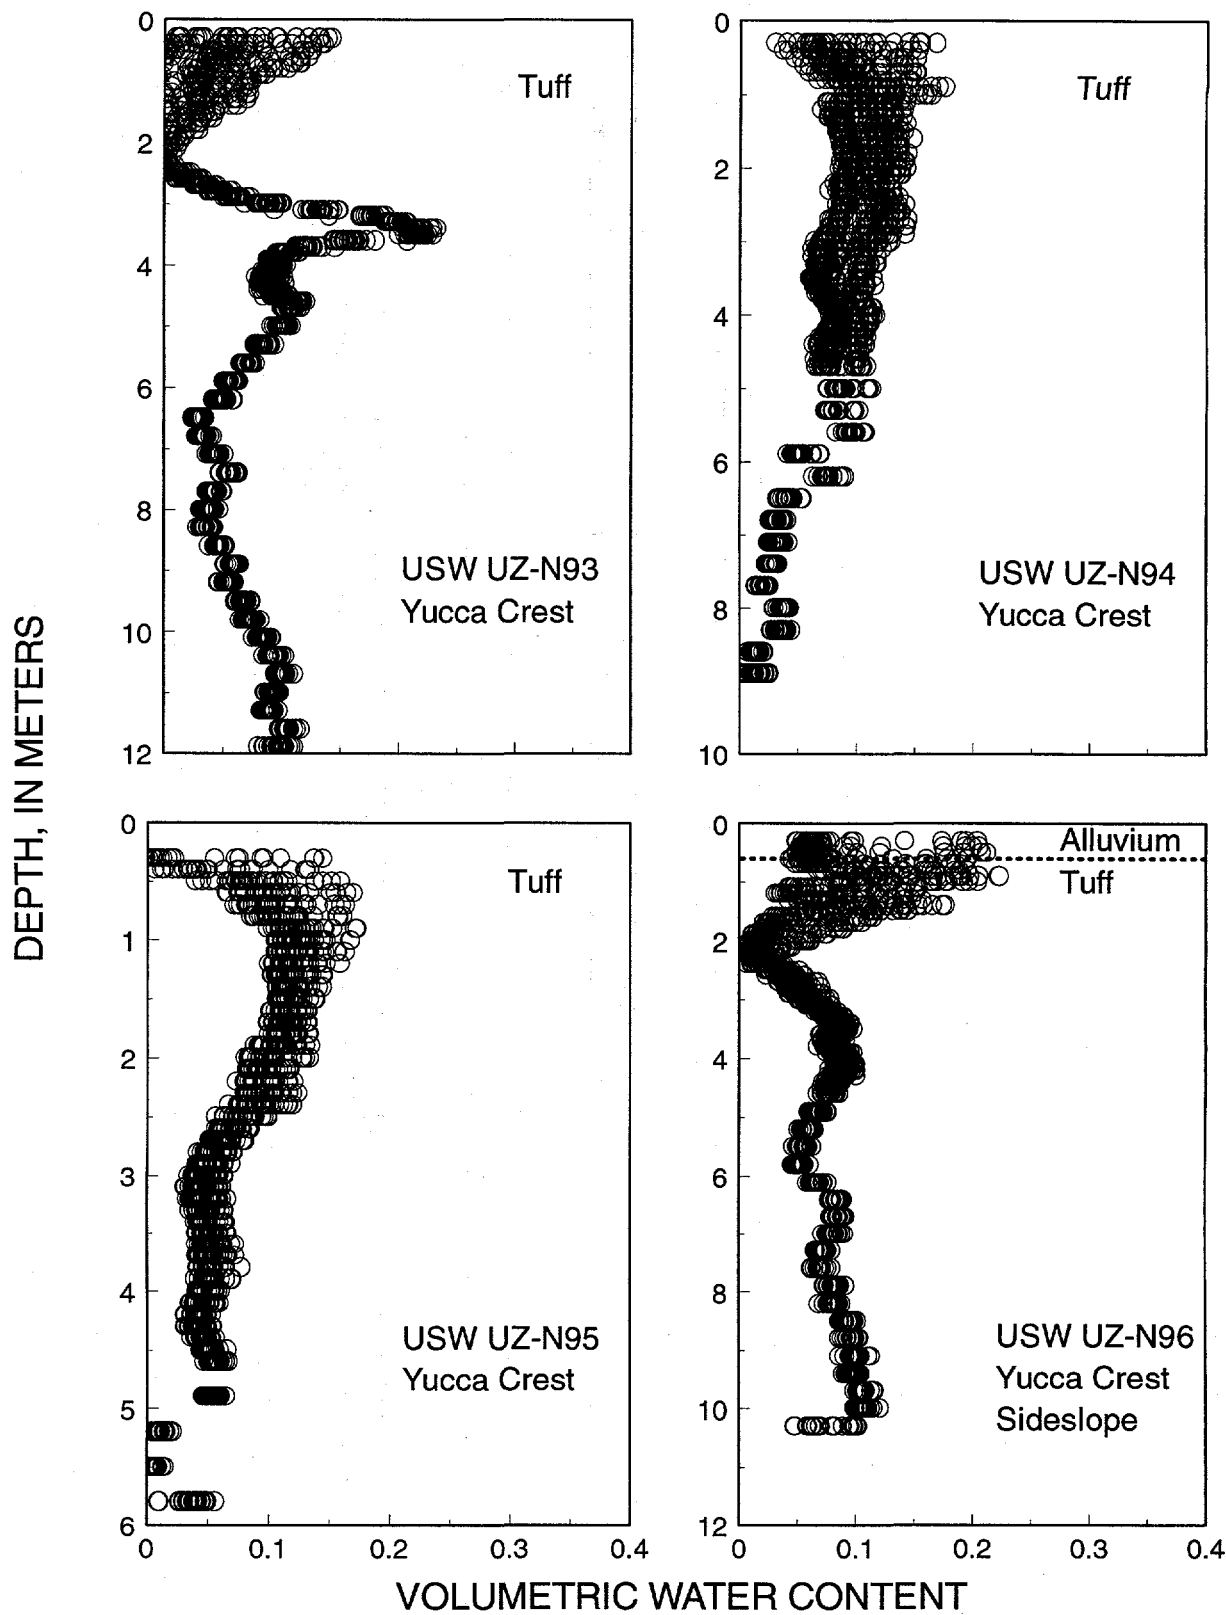 DEPTH, IN METERS
0
2
4
6
8
10
12
Tuff
USW UZ-N93
Yucca Crest
0
2
4
6
8
10
Tuff
USW UZ-N94
Yucca Crest
0
1
2
3
4
5
6
Tuff
USW UZ-N95
Yucca Crest
0 0.1 0.2 0.3 0.4
0
2
4
6
8
10
12
Alluvium
Tuff
USW UZ-N96
Yucca Crest
Sideslope
0 0.1 0.2 0.3 0.4
VOLUMETRIC WATER CONTENT